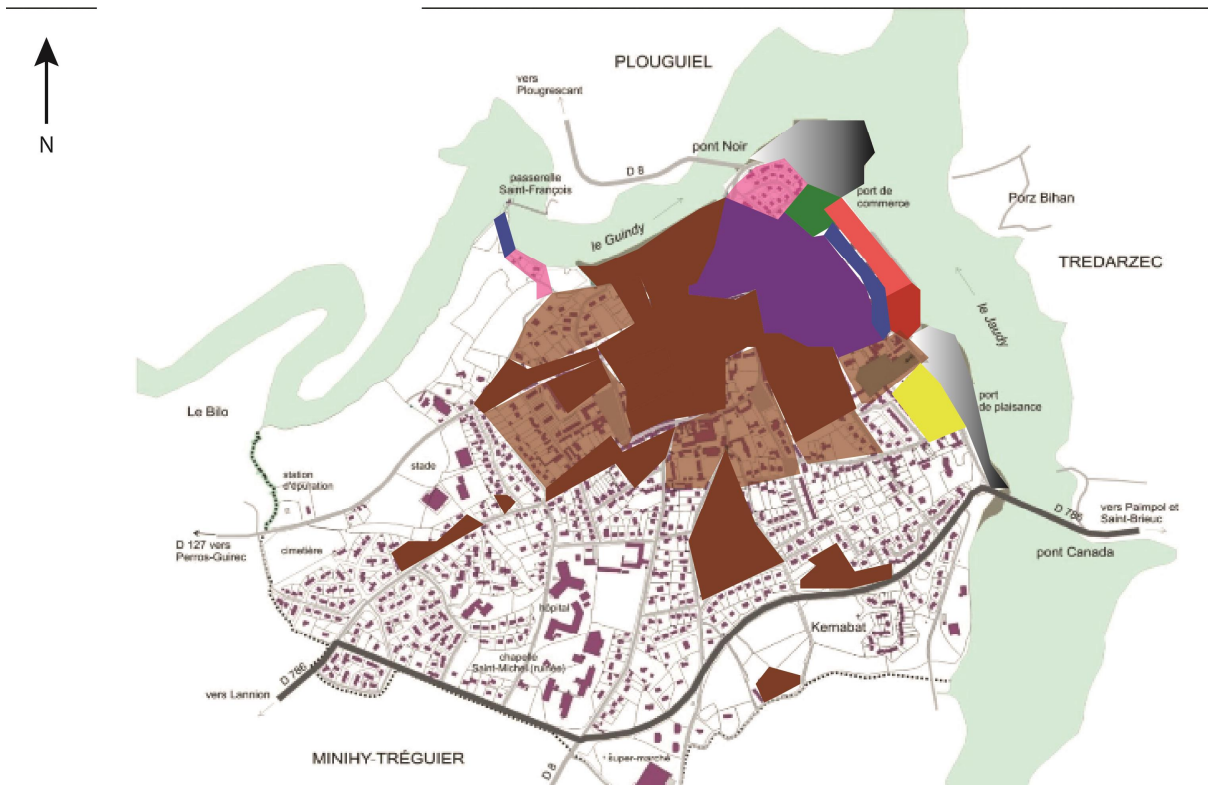 PLOUGUIEL
vers
Plougrescant
N
pont Noir
D 8
passerelle
Saint-François
port de
commerce
Porz Bihan
le Guindy
TREDARZEC
le Jaudy
Le Bilo
port
de plaisance
stade
station
d'épuration
D 786
vers Paimpol et
Saint-Brieuc
D 127 vers
Perros-Guirec
cimetière
pont Canada
hôpital
Kernabat
chapelle
Saint-Michel (ruinée)
D 786
vers Lannion
MINIHY-TRÉGUIER
super-marché
D 8